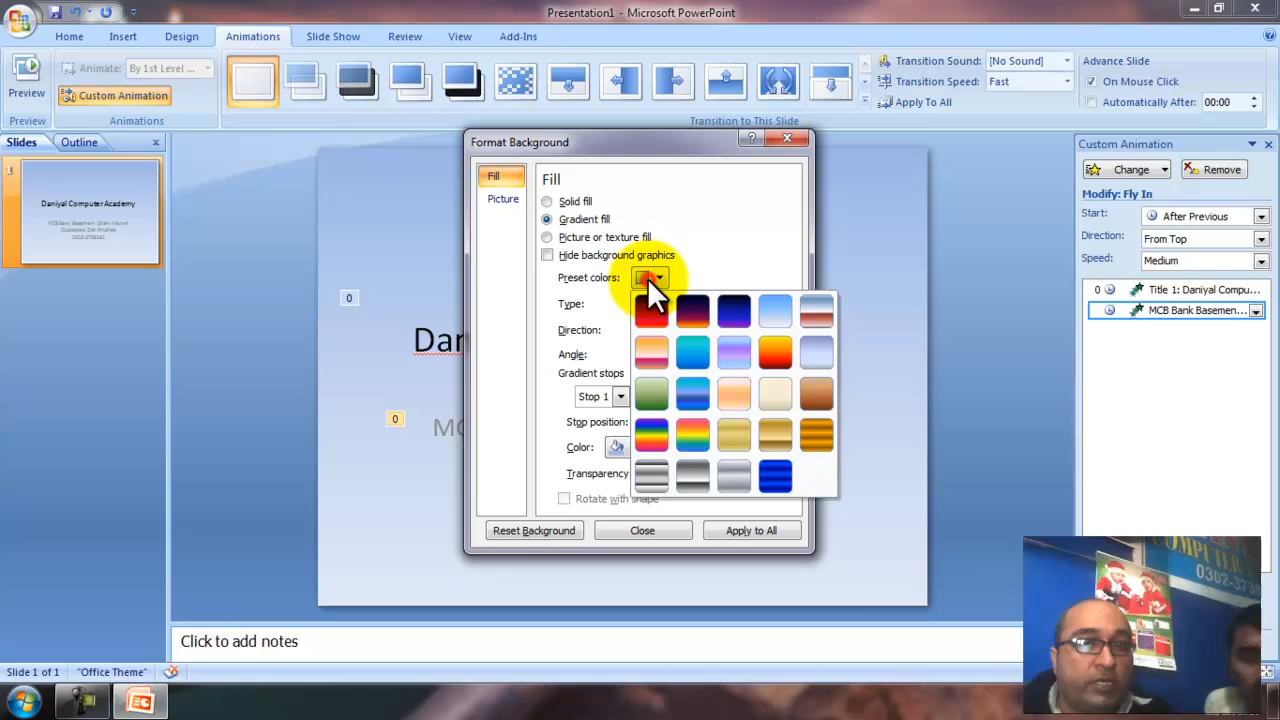 Presentation1 - Microsoft PowerPoint
Home Insert Design Animations Slide Show Review View Add-Ins
Preview
Animate: By 1st Level ...
Custom Animation
Transition Sound: [No Sound]
Transition Speed: Fast
Apply To All
Advance Slide
On Mouse Click
Automatically After: 00:00
Preview Animations Transition to This Slide
Slides Outline
1
Daniyal Computer Academy
0
Dan
0
MC
Format Background
Fill
Picture
Fill
Solid fill
Gradient fill
Picture or texture fill
Hide background graphics
Preset colors:
Type:
Direction:
Angle:
Gradient stops
Stop 1
Stop position:
Color:
Transparency
Rotate with shape
Reset Background Close Apply to All
Custom Animation
Change Remove
Modify: Fly In
Start: After Previous
Direction: From Top
Speed: Medium
0 Title 1: Daniyal Compu...
MCB Bank Basemen...
COMPUTER
Click to add notes
Slide 1 of 1 "Office Theme"